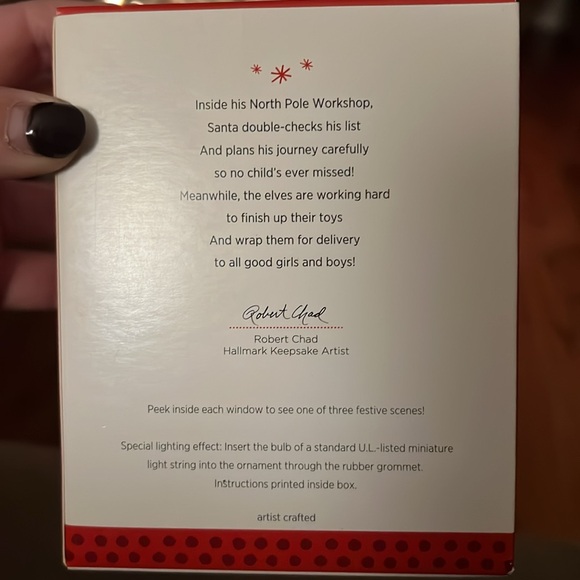 Inside his North Pole Workshop,
Santa double-checks his list
And plans his journey carefully
so no child's ever missed!
Meanwhile, the elves are working hard
to finish up their toys
And wrap them for delivery
to all good girls and boys!
Robert Chad
Robert Chad
Hallmark Keepsake Artist
Peek inside each window to see one of three festive scenes!
Special lighting effect: Insert the bulb of a standard U.L.-listed miniature
light string into the ornament through the rubber grommet.
Instructions printed inside box.
artist crafted